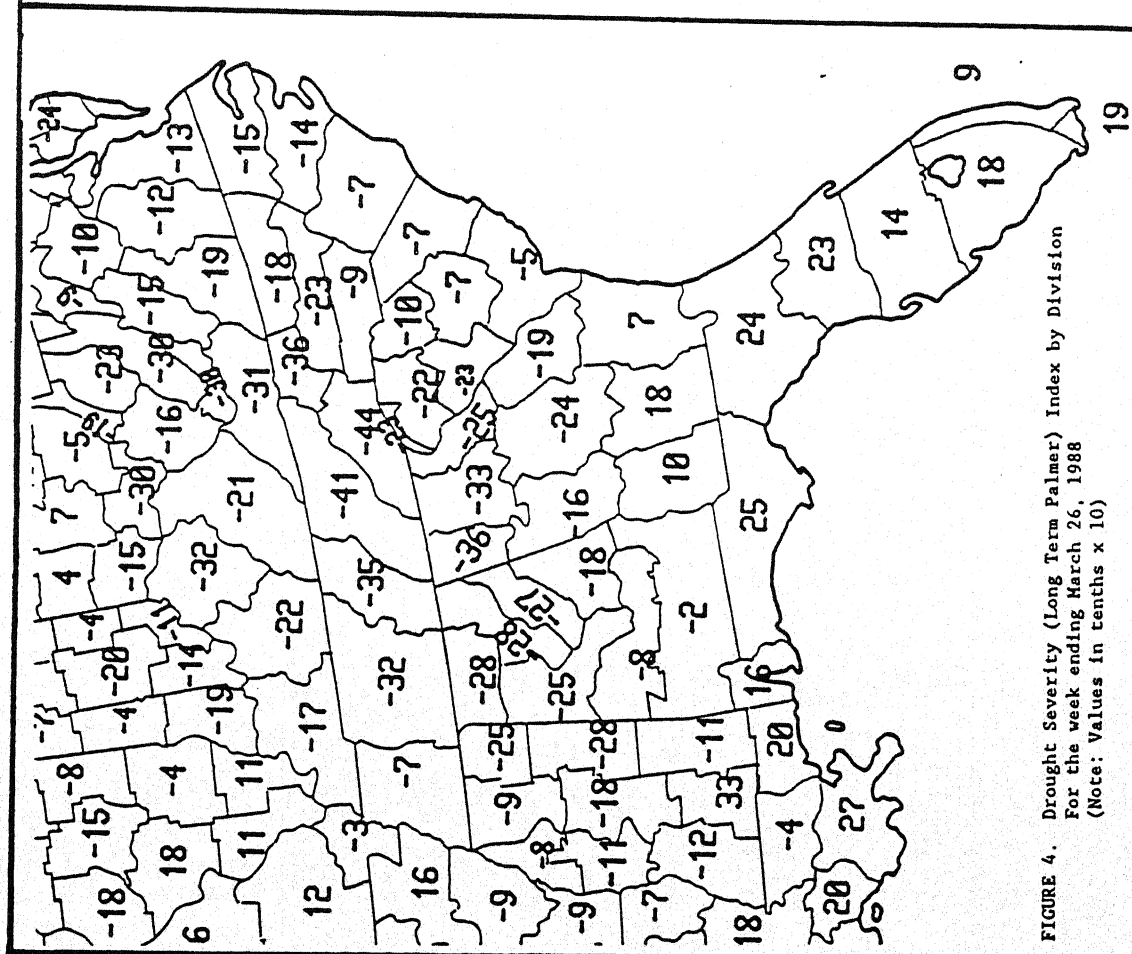 -18 -15 -8 -7 -20 -4 4 7 -5 -23 -9 -10 -24
6 18 -4 -4 -14 -11 -15 -30 -16 -30 -15 -12 -13
12 11 11 -19 -22 -32 -21 -31 -19 -18 -15
-3 -17 -36 -23 -14
16 -7 -32 -35 -41 -44 -9 -7
-9 -9 -25 -28 -36 -33 -22 -10 -7
-8 -28 -27 -25 -23 -7 -5
-9 -11 -18 -28 -25 -18 -16 -24 -19
-7 -12 -11 -8 -2 10 18 7
18 -4 33 20 16 25 24 23
20 27 0 14
18 9
19
FIGURE 4. Drought Severity (Long Term Palmer) Index by Division
For the week ending March 26, 1988
(Note: Values in tenths x 10)